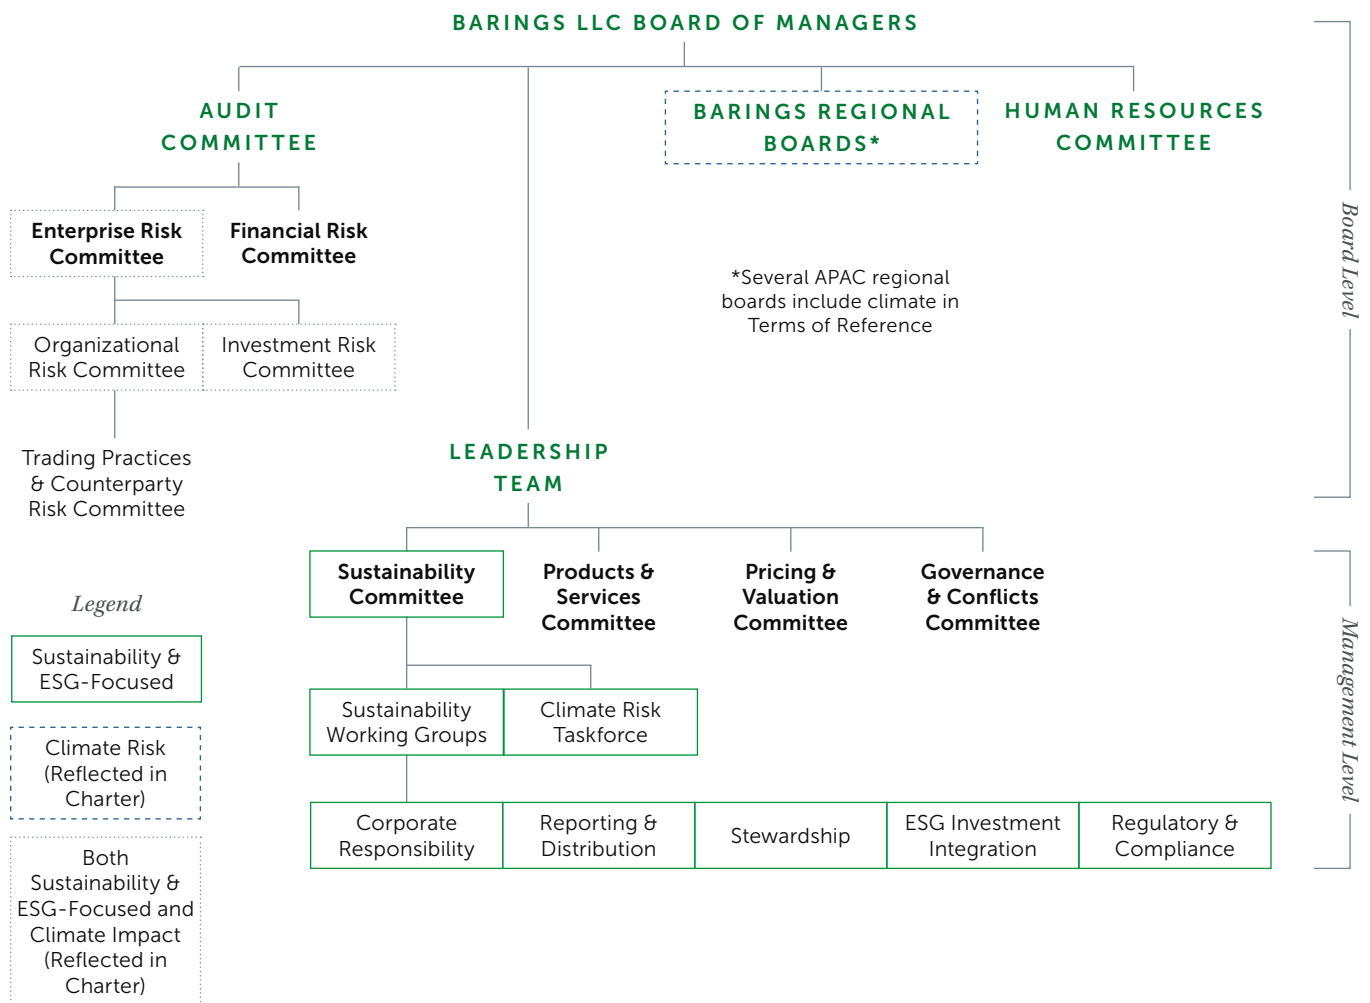 BARINGS LLC BOARD OF MANAGERS
AUDIT
COMMITTEE
BARINGS REGIONAL
BOARDS*
HUMAN RESOURCES
COMMITTEE
Enterprise Risk
Committee
Financial Risk
Committee
*Several APAC regional
boards include climate in
Terms of Reference
Organizational
Risk Committee
Investment Risk
Committee
Trading Practices
& Counterparty
Risk Committee
LEADERSHIP
TEAM
Board Level
Sustainability
Committee
Products &
Services
Committee
Pricing &
Valuation
Committee
Governance
& Conflicts
Committee
Sustainability
Working Groups
Climate Risk
Taskforce
Corporate
Responsibility
Reporting &
Distribution
Stewardship
ESG Investment
Integration
Regulatory &
Compliance
Management Level
Legend
Sustainability &
ESG-Focused
Climate Risk
(Reflected in
Charter)
Both
Sustainability &
ESG-Focused and
Climate Impact
(Reflected in
Charter)